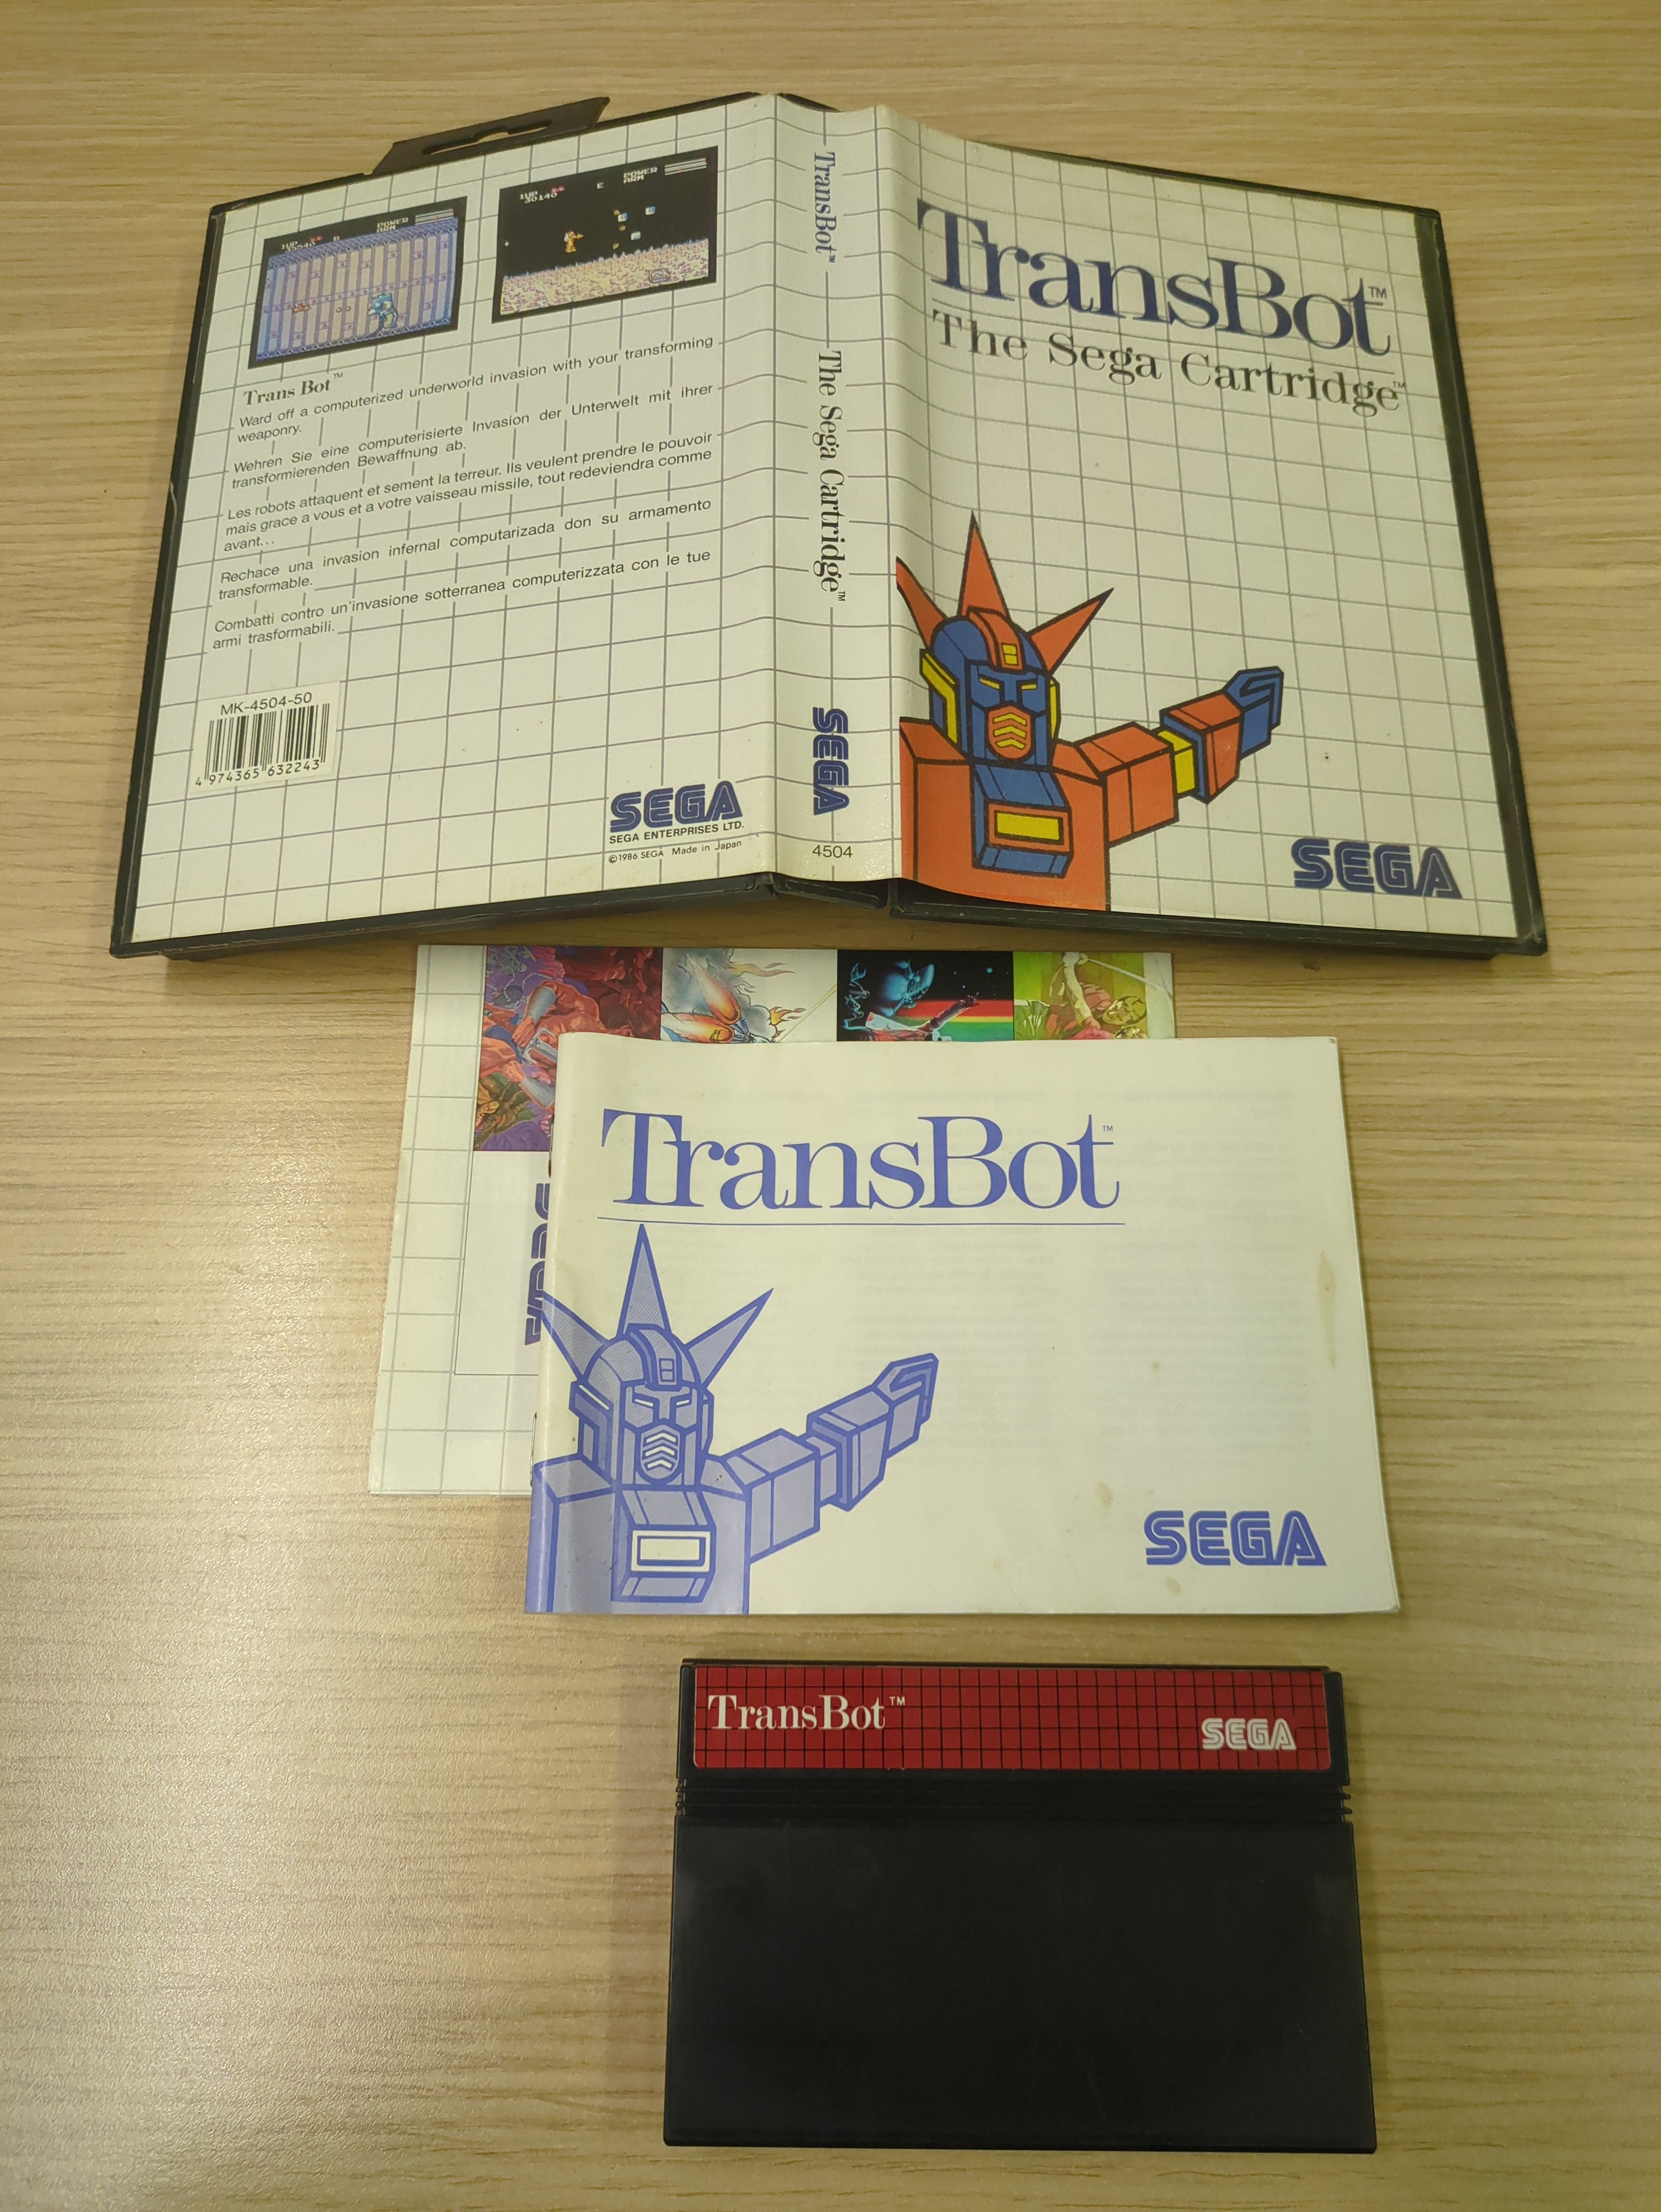 1UP
POWER
ARM
1UP
30140
E
POWER
ARM
Trans Bot™
Ward off a computerized underworld invasion with your transforming
weaponry.
Wehren Sie eine computerisierte Invasion der Unterwelt mit ihrer
transformierenden Bewaffnung ab.
Les robots attaquent et sement la terreur. Ils veulent prendre le pouvoir
mais grace a vous et a votre vaisseau missile, tout redeviendra comme
avant...
Rechace una invasion infernal computarizada don su armamento
transformable.
Combatti contro un'invasione sotterranea computerizzata con le tue
armi trasformabili.
MK-4504-50
4 974365 632243
SEGA
SEGA ENTERPRISES LTD.
©1986 SEGA Made in Japan
TransBot™
The Sega Cartridge™
SEGA
4504
TransBot™
The Sega Cartridge™
SEGA
TransBot™
SEGA
TransBot™
SEGA